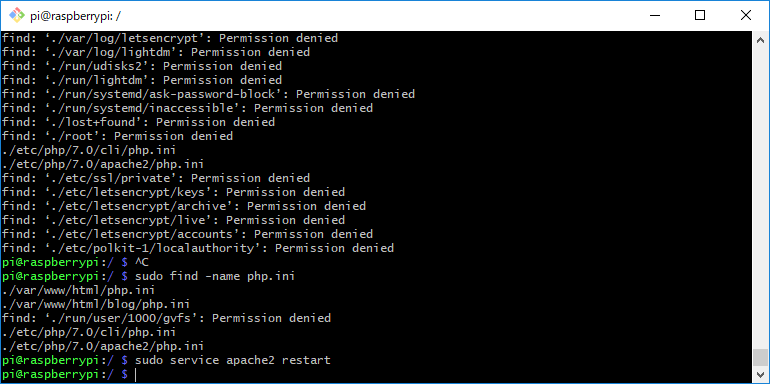 pi@raspberrypi: /
find: ‘./var/log/letsencrypt’: Permission denied
find: ‘./var/log/lightdm’: Permission denied
find: ‘./run/udisks2’: Permission denied
find: ‘./run/lightdm’: Permission denied
find: ‘./run/systemd/ask-password-block’: Permission denied
find: ‘./run/systemd/inaccessible’: Permission denied
find: ‘./lost+found’: Permission denied
find: ‘./root’: Permission denied
./etc/php/7.0/cli/php.ini
./etc/php/7.0/apache2/php.ini
find: ‘./etc/ssl/private’: Permission denied
find: ‘./etc/letsencrypt/keys’: Permission denied
find: ‘./etc/letsencrypt/archive’: Permission denied
find: ‘./etc/letsencrypt/live’: Permission denied
find: ‘./etc/letsencrypt/accounts’: Permission denied
find: ‘./etc/polkit-1/localauthority’: Permission denied
pi@raspberrypi:/ $ ^C
pi@raspberrypi:/ $ sudo find -name php.ini
./var/www/html/php.ini
./var/www/html/blog/php.ini
find: ‘./run/user/1000/gvfs’: Permission denied
./etc/php/7.0/cli/php.ini
./etc/php/7.0/apache2/php.ini
pi@raspberrypi:/ $ sudo service apache2 restart
pi@raspberrypi:/ $